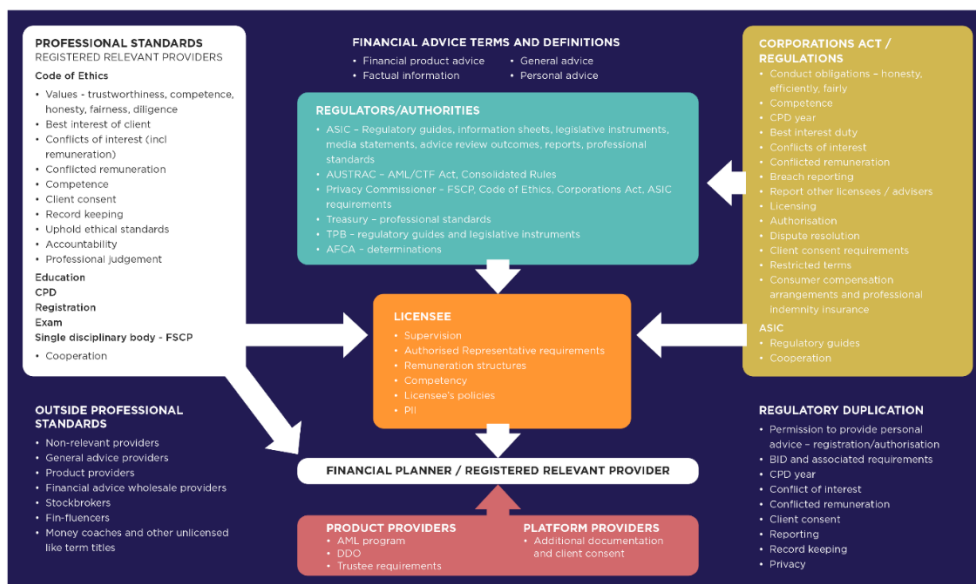 PROFESSIONAL STANDARDS
REGISTERED RELEVANT PROVIDERS
Code of Ethics
• Values - trustworthiness, competence,
honesty, fairness, diligence
• Best interest of client
• Conflicts of interest (incl
remuneration)
• Conflicted remuneration
• Competence
• Client consent
• Record keeping
• Uphold ethical standards
• Accountability
• Professional judgement
Education
CPD
Registration
Exam
Single disciplinary body - FSCP
• Cooperation
OUTSIDE PROFESSIONAL
STANDARDS
• Non-relevant providers
• General advice providers
• Product providers
• Financial advice wholesale providers
• Stockbrokers
• Fin-fluencers
• Money coaches and other unlicensed
like term titles
FINANCIAL ADVICE TERMS AND DEFINITIONS
• Financial product advice
• Factual information
• General advice
• Personal advice
REGULATORS/AUTHORITIES
• ASIC – Regulatory guides, information sheets, legislative instruments,
media statements, advice review outcomes, reports, professional
standards
• AUSTRAC – AML/CTF Act, Consolidated Rules
• Privacy Commissioner – FSCP, Code of Ethics, Corporations Act, ASIC
requirements
• Treasury – professional standards
• TPB – regulatory guides and legislative instruments
• AFCA – determinations
LICENSEE
• Supervision
• Authorised Representative requirements
• Remuneration structures
• Competency
• Licensee's policies
• PII
FINANCIAL PLANNER / REGISTERED RELEVANT PROVIDER
PRODUCT PROVIDERS
• AML program
• DDO
• Trustee requirements
PLATFORM PROVIDERS
• Additional documentation
and client consent
CORPORATIONS ACT /
REGULATIONS
• Conduct obligations – honesty,
efficiently, fairly
• Competence
• CPD year
• Best interest duty
• Conflicts of interest
• Conflicted remuneration
• Breach reporting
• Report other licensees / advisers
• Licensing
• Authorisation
• Dispute resolution
• Client consent requirements
• Restricted terms
• Consumer compensation
arrangements and professional
indemnity insurance
ASIC
• Regulatory guides
• Cooperation
REGULATORY DUPLICATION
• Permission to provide personal
advice – registration/authorisation
• BID and associated requirements
• CPD year
• Conflict of interest
• Conflicted remuneration
• Client consent
• Reporting
• Record keeping
• Privacy